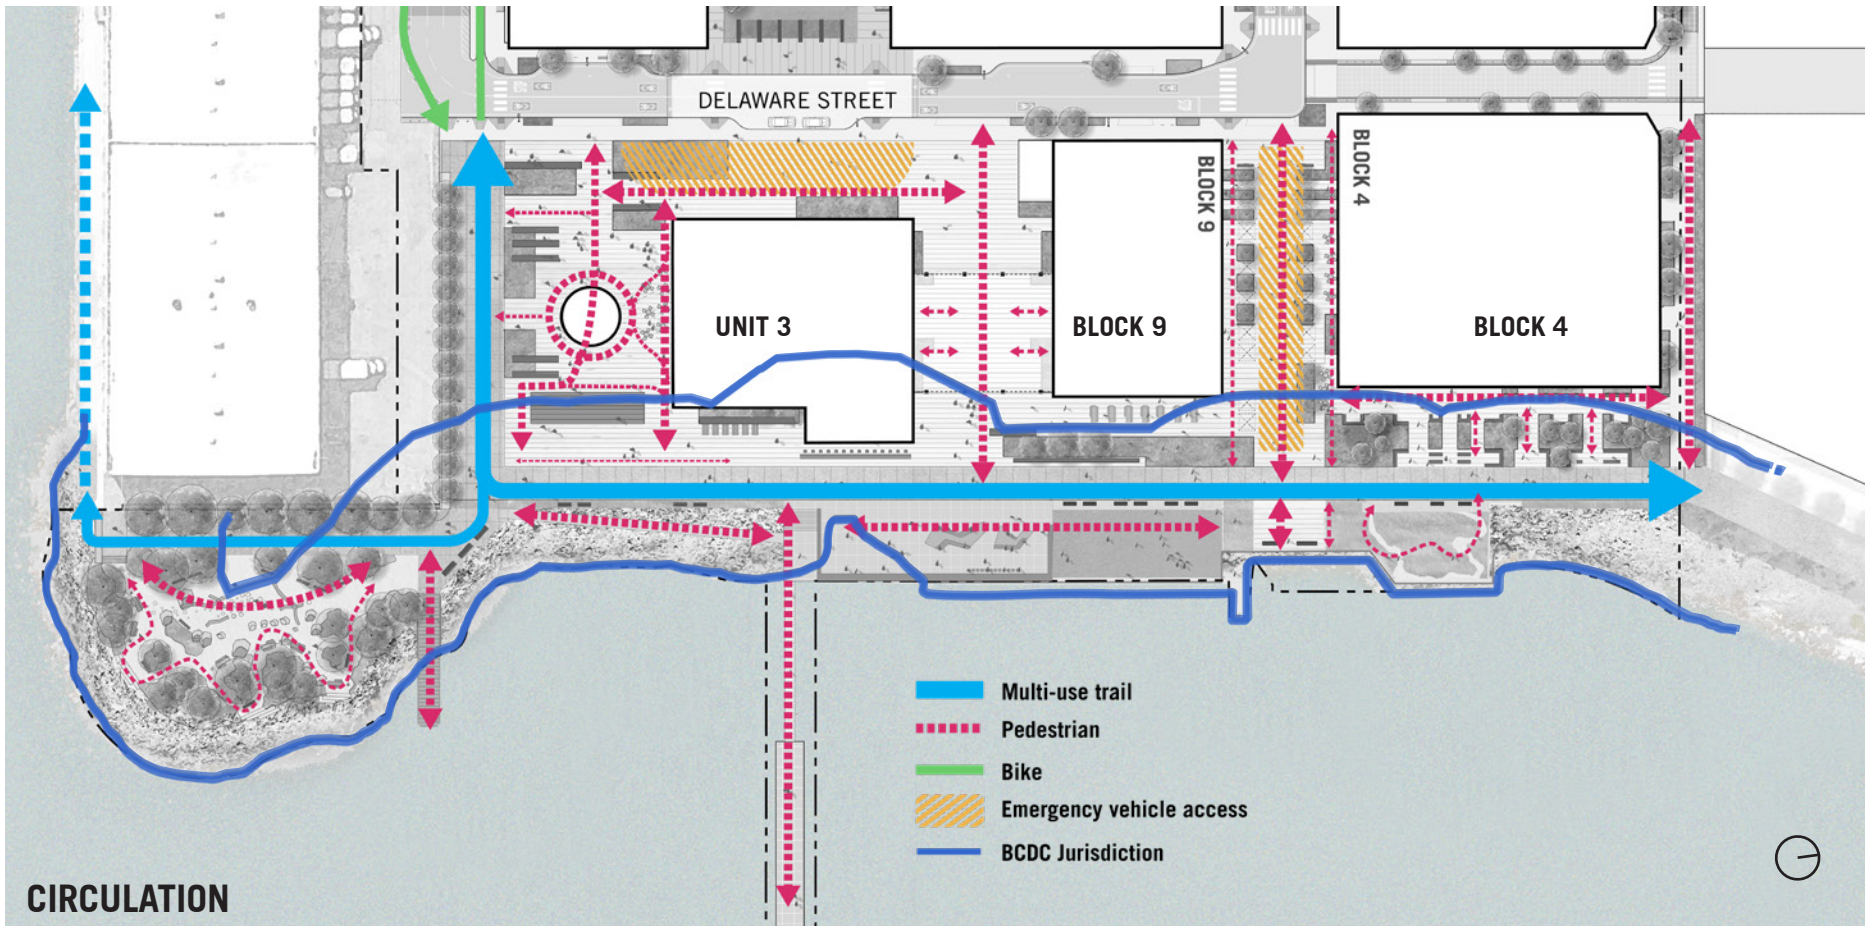 DELAWARE STREET
BLOCK 9
BLOCK 4
UNIT 3
BLOCK 9
BLOCK 4
Multi-use trail
Pedestrian
Bike
Emergency vehicle access
BCDC Jurisdiction
CIRCULATION